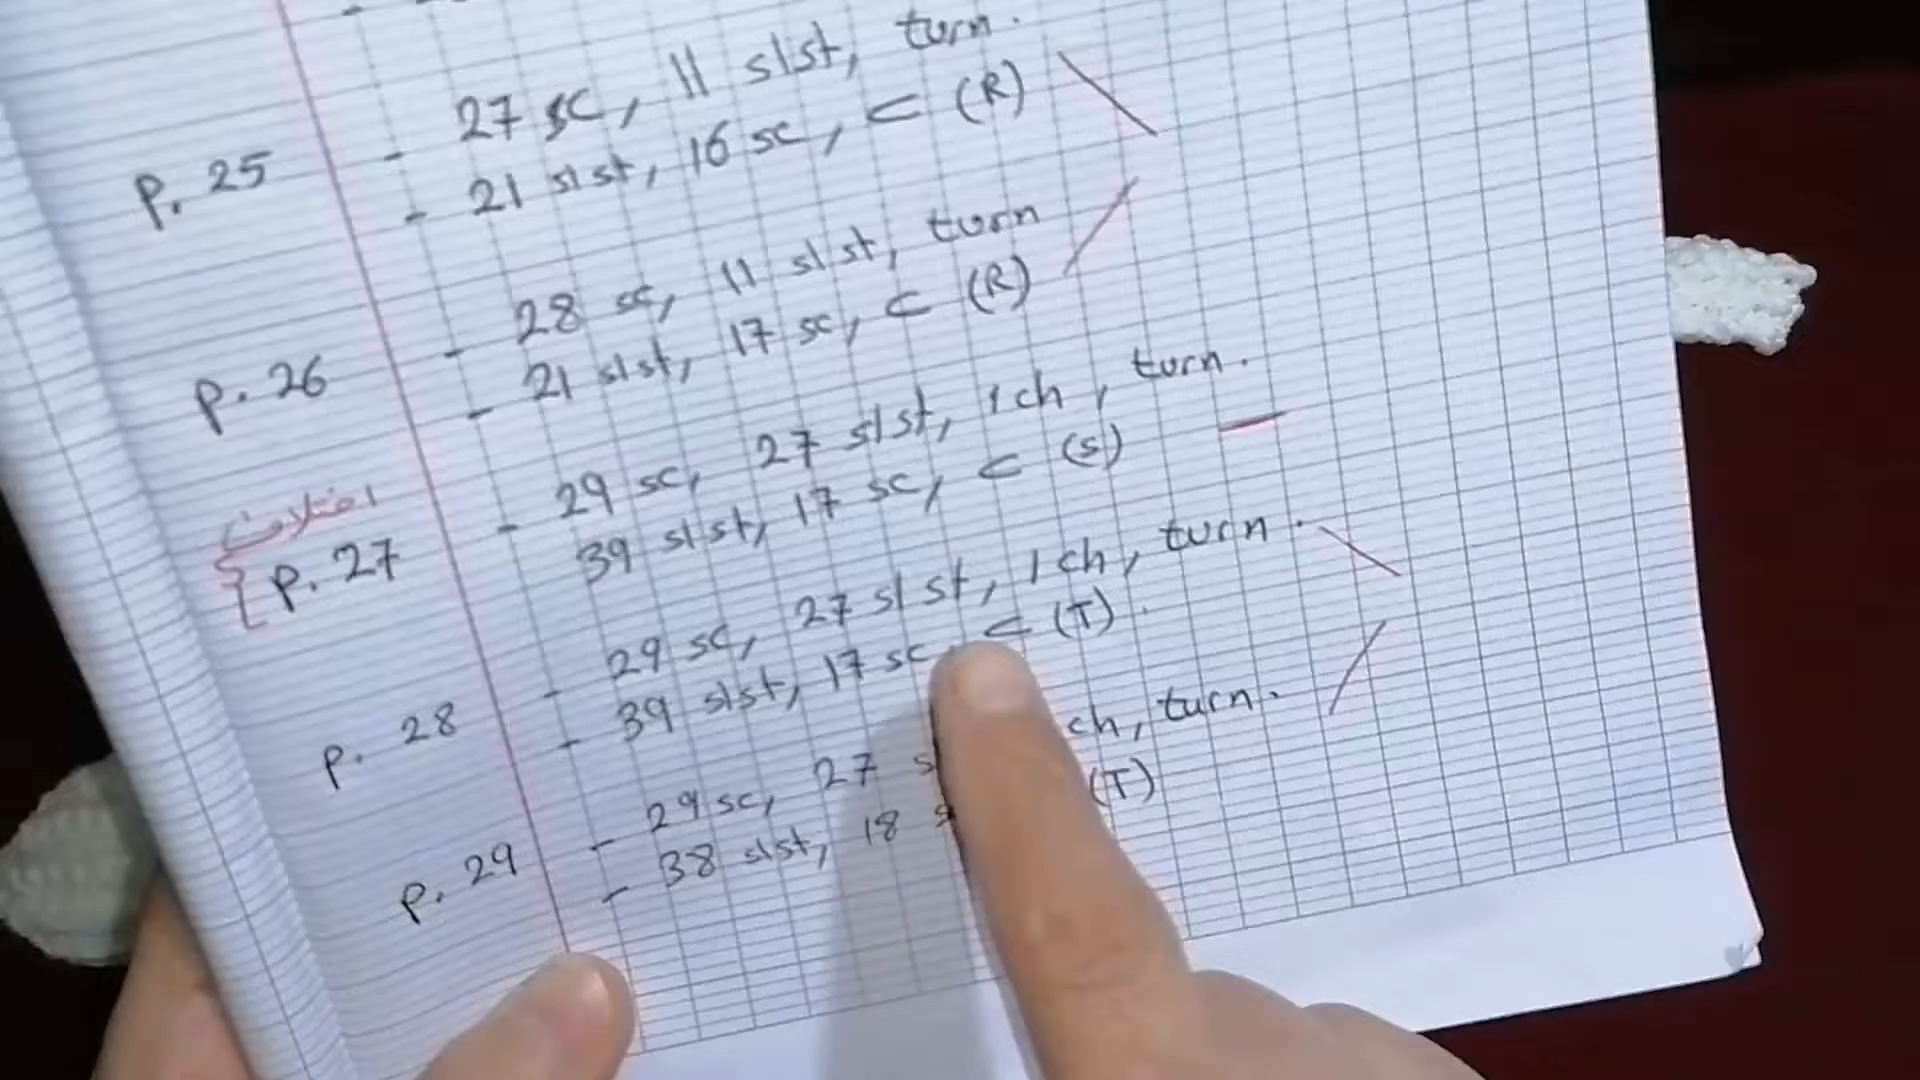 27 sc, 11 slst, turn.
P. 25 - 21 slst, 16 sc, ⊂ (R)
- 28 sc, 11 slst, turn
P. 26 - 21 slst, 17 sc, ⊂ (R)
اختلاف
- 29 sc, 27 slst, 1 ch, turn.
P. 27 39 slst, 17 sc, ⊂ (S)
- 29 sc, 27 slst, 1 ch, turn.
P. 28 - 39 slst, 17 sc, ⊂ (T).
- 29 sc, 27 ch, turn.
P. 29 - 38 slst, 18 (T)